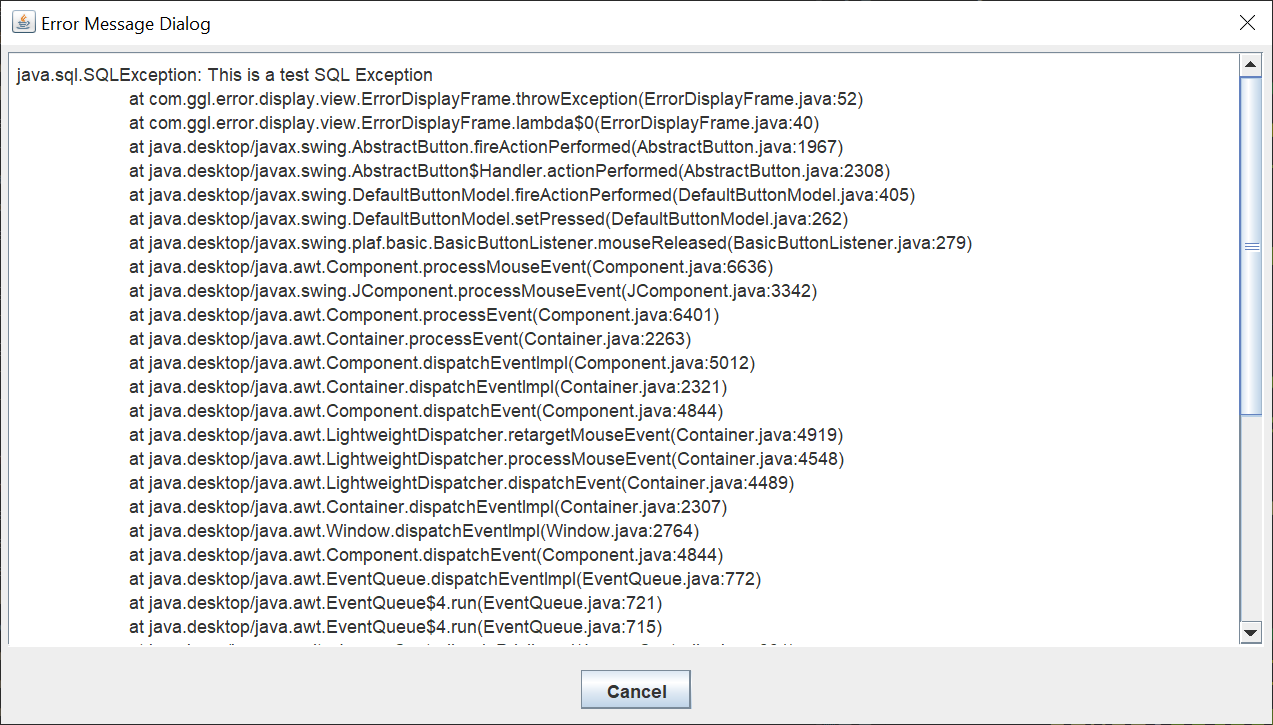 Error Message Dialog
java.sql.SQLException: This is a test SQL Exception
at com.ggl.error.display.view.ErrorDisplayFrame.throwException(ErrorDisplayFrame.java:52)
at com.ggl.error.display.view.ErrorDisplayFrame.lambda$0(ErrorDisplayFrame.java:40)
at java.desktop/javax.swing.AbstractButton.fireActionPerformed(AbstractButton.java:1967)
at java.desktop/javax.swing.AbstractButton$Handler.actionPerformed(AbstractButton.java:2308)
at java.desktop/javax.swing.DefaultButtonModel.fireActionPerformed(DefaultButtonModel.java:405)
at java.desktop/javax.swing.DefaultButtonModel.setPressed(DefaultButtonModel.java:262)
at java.desktop/javax.swing.plaf.basic.BasicButtonListener.mouseReleased(BasicButtonListener.java:279)
at java.desktop/java.awt.Component.processMouseEvent(Component.java:6636)
at java.desktop/javax.swing.JComponent.processMouseEvent(JComponent.java:3342)
at java.desktop/java.awt.Component.processEvent(Component.java:6401)
at java.desktop/java.awt.Container.processEvent(Container.java:2263)
at java.desktop/java.awt.Component.dispatchEventImpl(Component.java:5012)
at java.desktop/java.awt.Container.dispatchEventImpl(Container.java:2321)
at java.desktop/java.awt.Component.dispatchEvent(Component.java:4844)
at java.desktop/java.awt.LightweightDispatcher.retargetMouseEvent(Container.java:4919)
at java.desktop/java.awt.LightweightDispatcher.processMouseEvent(Container.java:4548)
at java.desktop/java.awt.LightweightDispatcher.dispatchEvent(Container.java:4489)
at java.desktop/java.awt.Container.dispatchEventImpl(Container.java:2307)
at java.desktop/java.awt.Window.dispatchEventImpl(Window.java:2764)
at java.desktop/java.awt.Component.dispatchEvent(Component.java:4844)
at java.desktop/java.awt.EventQueue.dispatchEventImpl(EventQueue.java:772)
at java.desktop/java.awt.EventQueue$4.run(EventQueue.java:721)
at java.desktop/java.awt.EventQueue$4.run(EventQueue.java:715)
Cancel